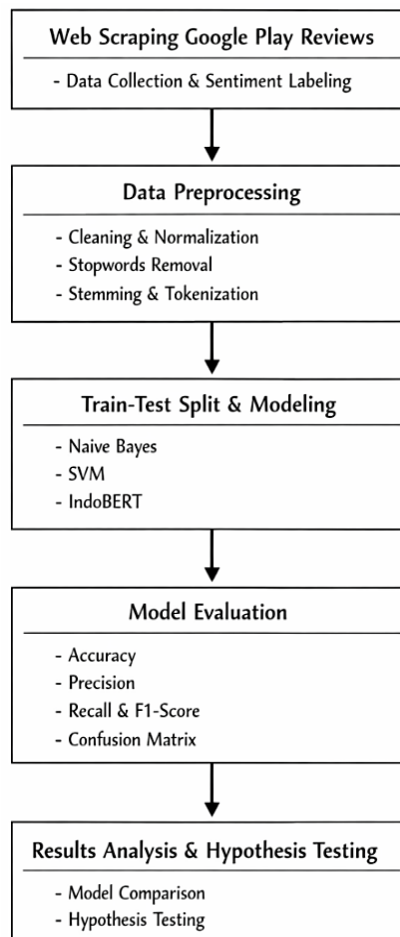 Web Scraping Google Play Reviews
- Data Collection & Sentiment Labeling
Data Preprocessing
- Cleaning & Normalization
- Stopwords Removal
- Stemming & Tokenization
Train-Test Split & Modeling
- Naive Bayes
- SVM
- IndoBERT
Model Evaluation
- Accuracy
- Precision
- Recall & F1-Score
- Confusion Matrix
Results Analysis & Hypothesis Testing
- Model Comparison
- Hypothesis Testing